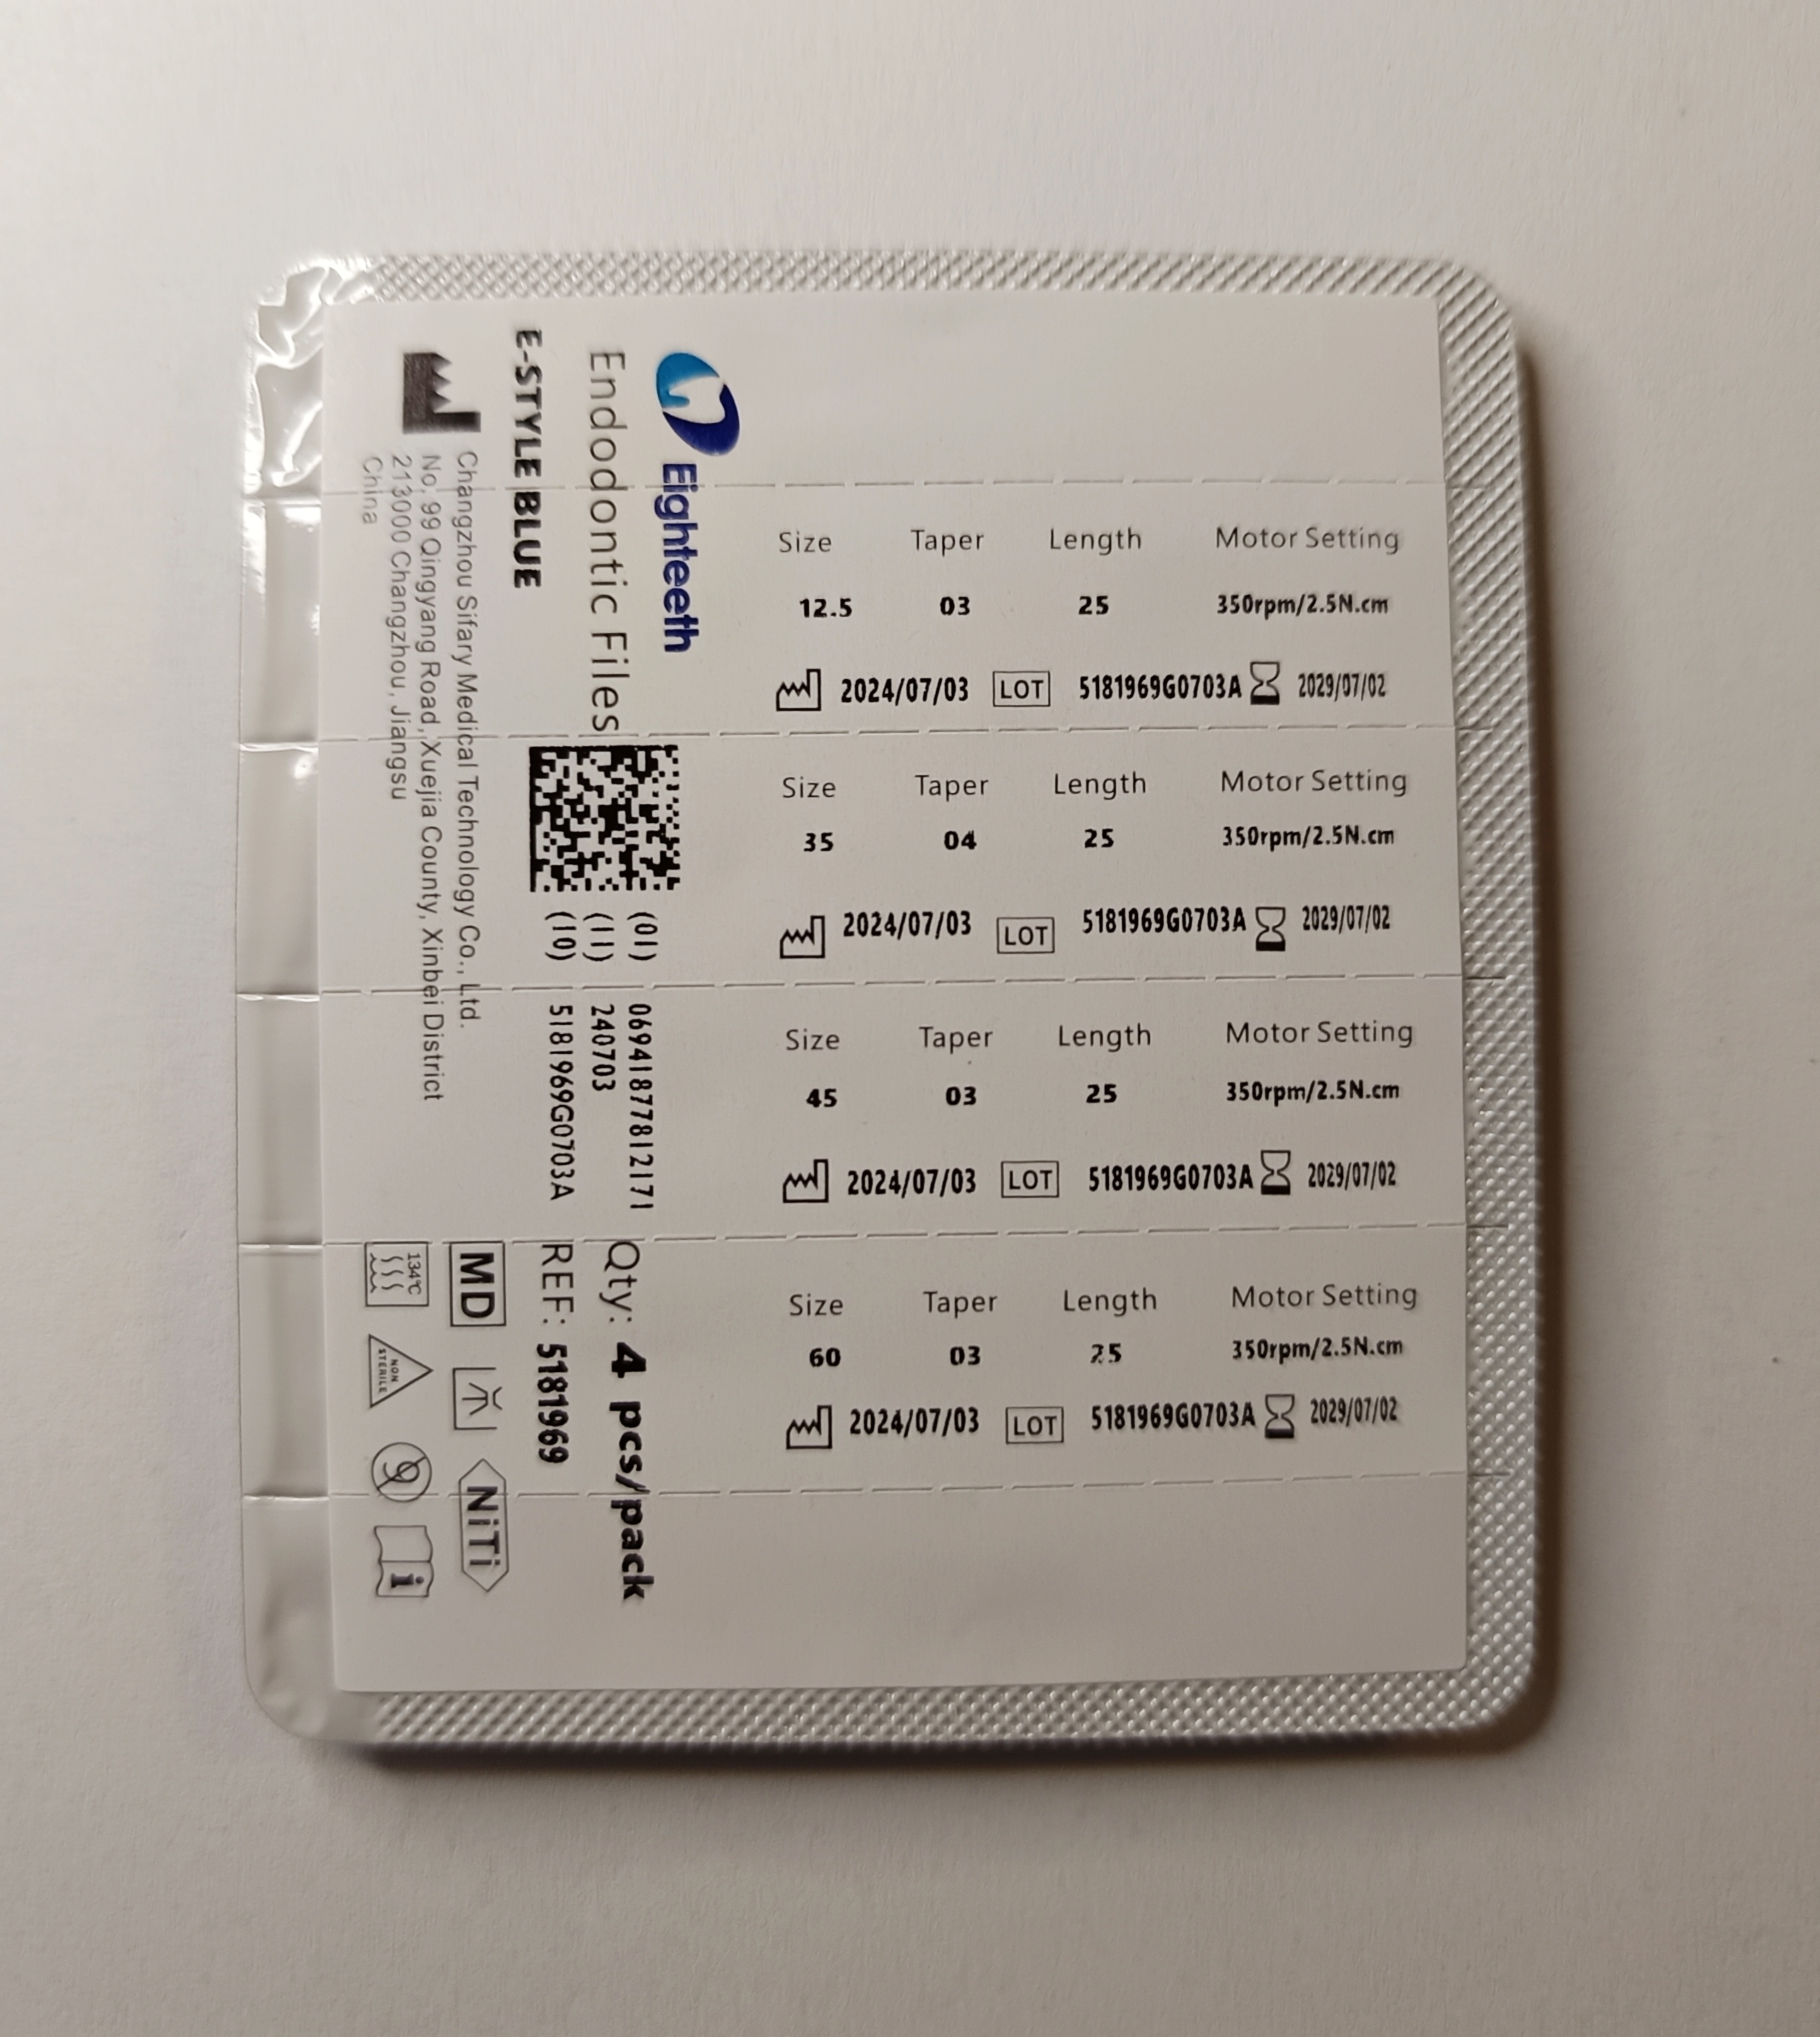 Eighteeth
Endodontic Files
E-STYLE BLUE
Changzhou Sifary Medical Technology Co., Ltd.
No. 99 Qingyang Road, Xuejia County, Xinbei District
213000 Changzhou, Jiangsu
China
(01) 06941877812171
(11) 240703
(10) 5181969G0703A
Qty: 4 pcs/pack
REF: 5181969
MD
NiTi
134℃
NON
STERILE
Size Taper Length Motor Setting
12.5 03 25 350rpm/2.5N.cm
2024/07/03 LOT 5181969G0703A 2029/07/02
Size Taper Length Motor Setting
35 04 25 350rpm/2.5N.cm
2024/07/03 LOT 5181969G0703A 2029/07/02
Size Taper Length Motor Setting
45 03 25 350rpm/2.5N.cm
2024/07/03 LOT 5181969G0703A 2029/07/02
Size Taper Length Motor Setting
60 03 25 350rpm/2.5N.cm
2024/07/03 LOT 5181969G0703A 2029/07/02